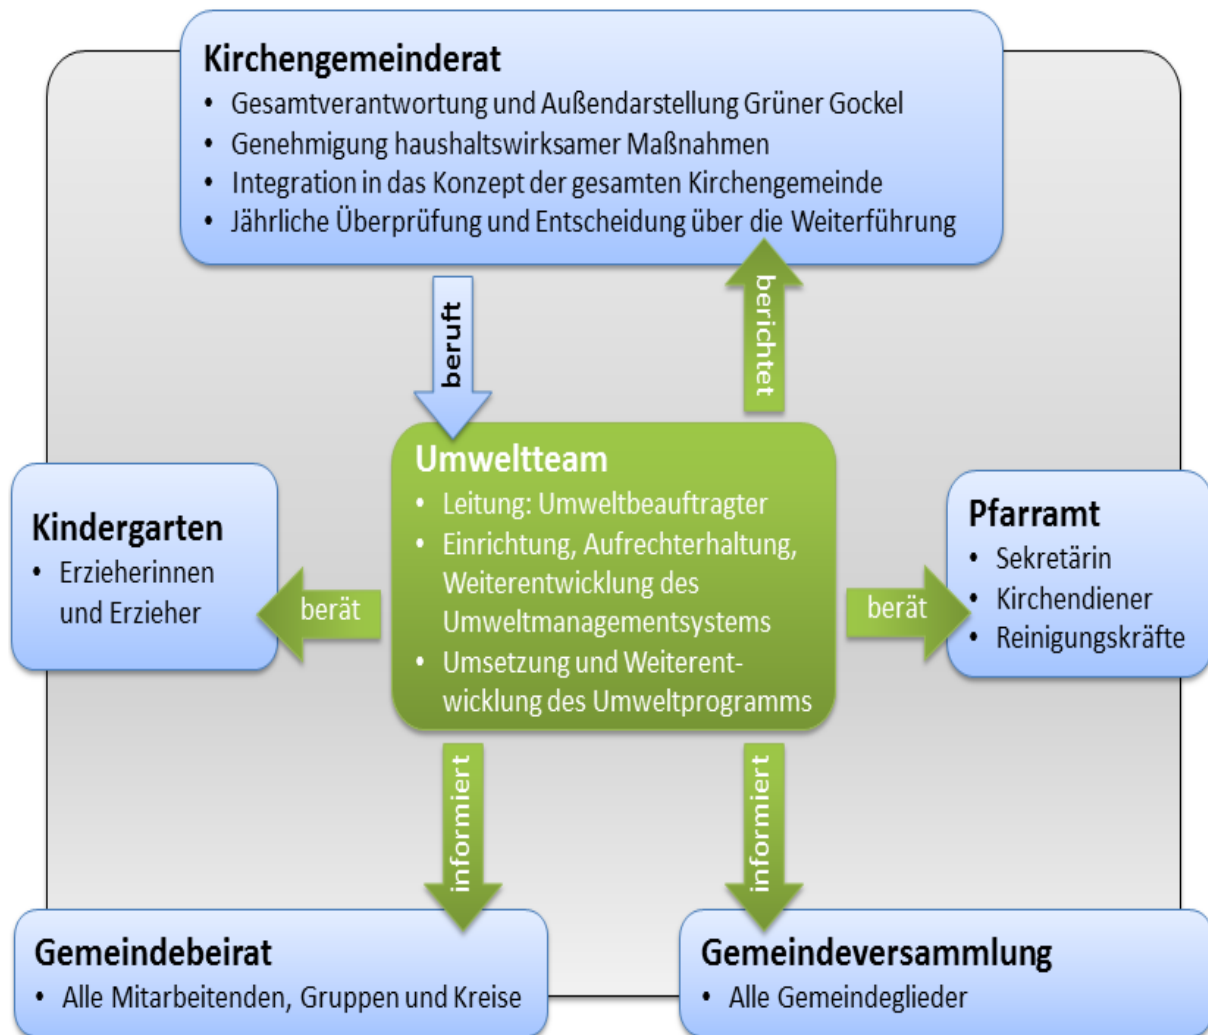 Kirchengemeinderat
• Gesamtverantwortung und Außendarstellung Grüner Gockel
• Genehmigung haushaltswirksamer Maßnahmen
• Integration in das Konzept der gesamten Kirchengemeinde
• Jährliche Überprüfung und Entscheidung über die Weiterführung
beruft
berichtet
Umweltteam
• Leitung: Umweltbeauftragter
• Einrichtung, Aufrechterhaltung,
Weiterentwicklung des
Umweltmanagementsystems
• Umsetzung und Weiterent-
wicklung des Umweltprogramms
Kindergarten
• Erzieherinnen
und Erzieher
berät
berät
Pfarramt
• Sekretärin
• Kirchendiener
• Reinigungskräfte
informiert
informiert
Gemeindebeirat
• Alle Mitarbeitenden, Gruppen und Kreise
Gemeindeversammlung
• Alle Gemeindeglieder